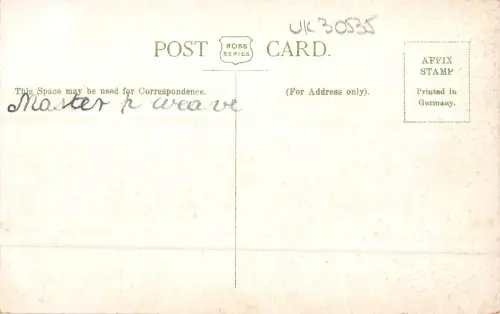 UK30535
POST ROSS SERIES CARD.
AFFIX
STAMP
Printed in
Germany.
This Space may be used for Correspondence.
(For Address only).
Master h weave